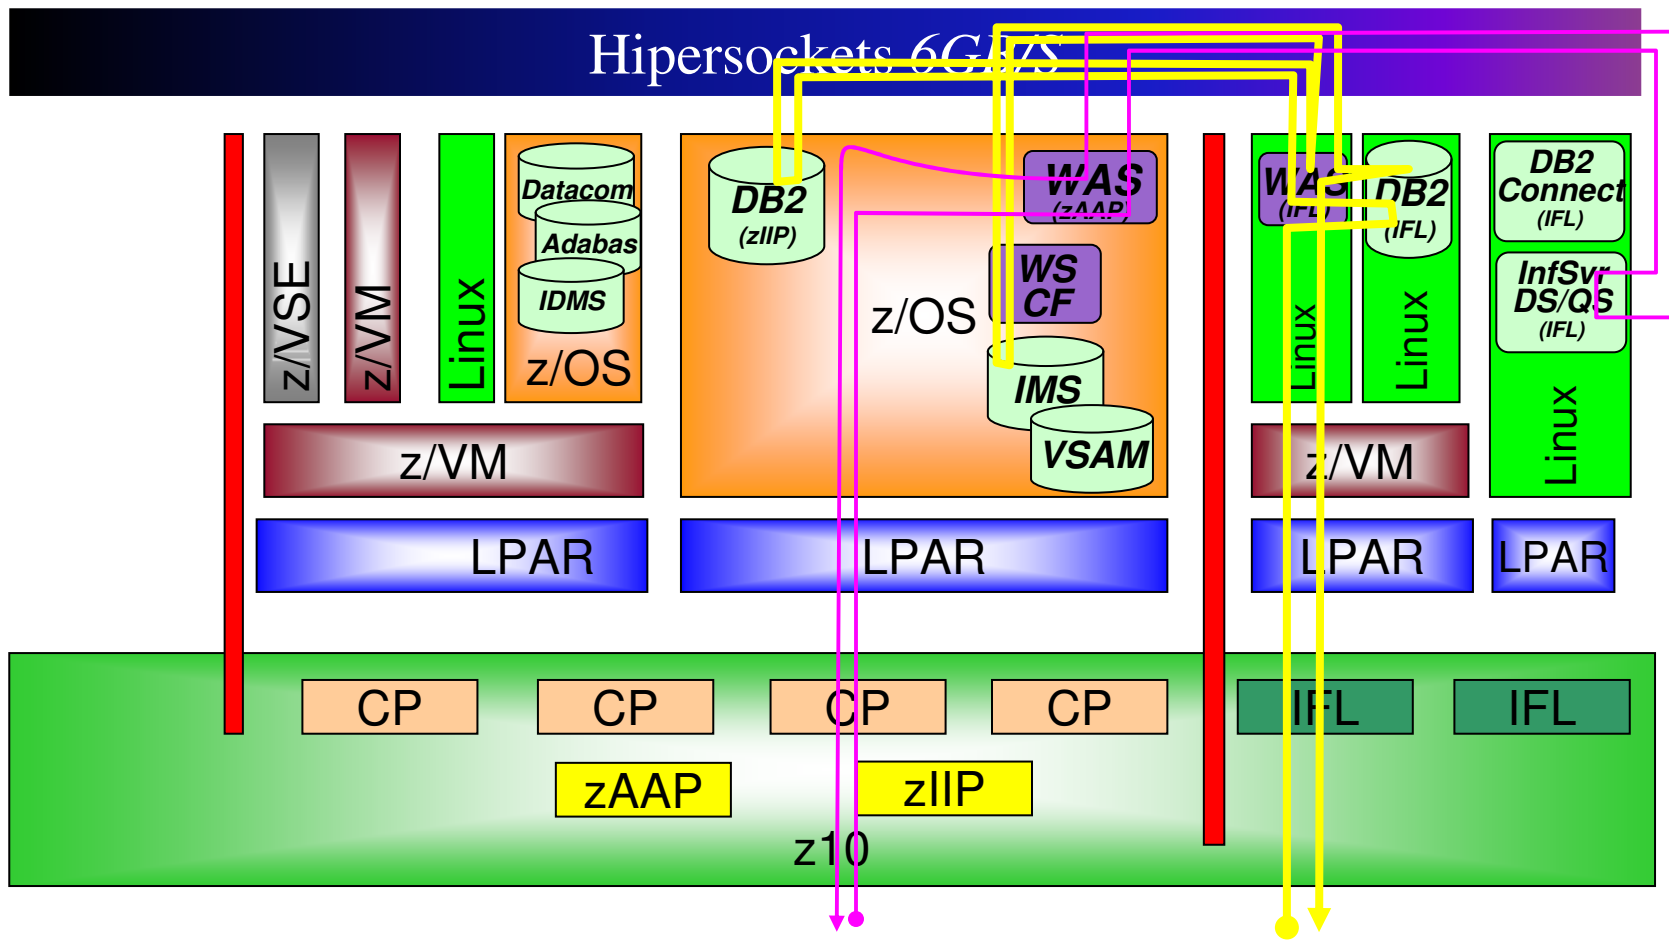 Hipersockets 6GB/S
z/VSE
z/VM
Linux
Datacom
Adabas
IDMS
z/OS
DB2
(zIIP)
z/OS
WAS
(zAAP)
WS
CF
IMS
VSAM
WAS
(IFL)
Linux
DB2
(IFL)
Linux
DB2
Connect
(IFL)
InfSvr
DS/QS
(IFL)
Linux
z/VM
z/VM
LPAR
LPAR
LPAR
LPAR
CP
CP
CP
CP
IFL
IFL
zAAP
zIIP
z10